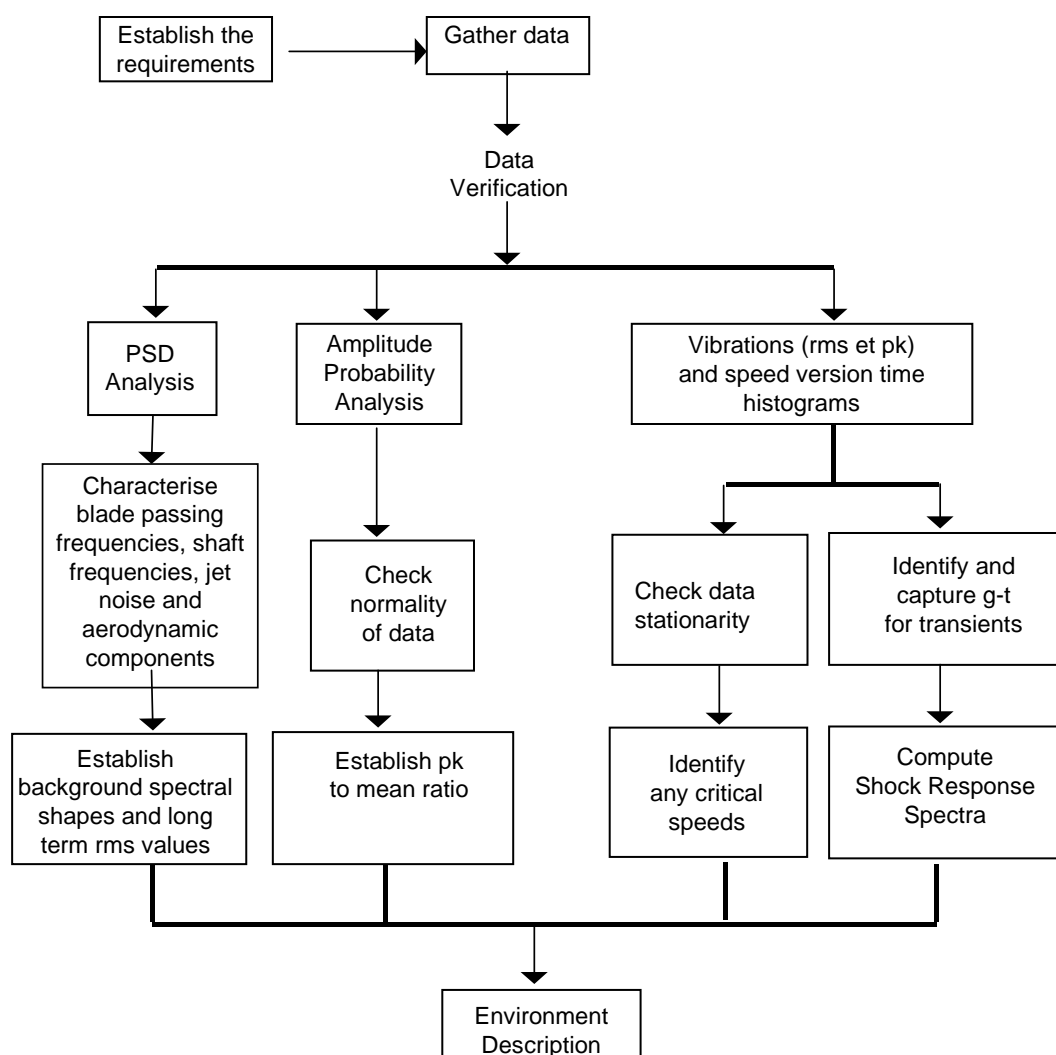 Establish the
requirements
Gather data
Data
Verification
PSD
Analysis
Amplitude
Probability
Analysis
Vibrations (rms et pk)
and speed version time
histograms
Characterise
blade passing
frequencies, shaft
frequencies, jet
noise and
aerodynamic
components
Check
normality
of data
Check data
stationarity
Identify and
capture g-t
for transients
Establish
background spectral
shapes and long
term rms values
Establish pk
to mean ratio
Identify
any critical
speeds
Compute
Shock Response
Spectra
Environment
Description